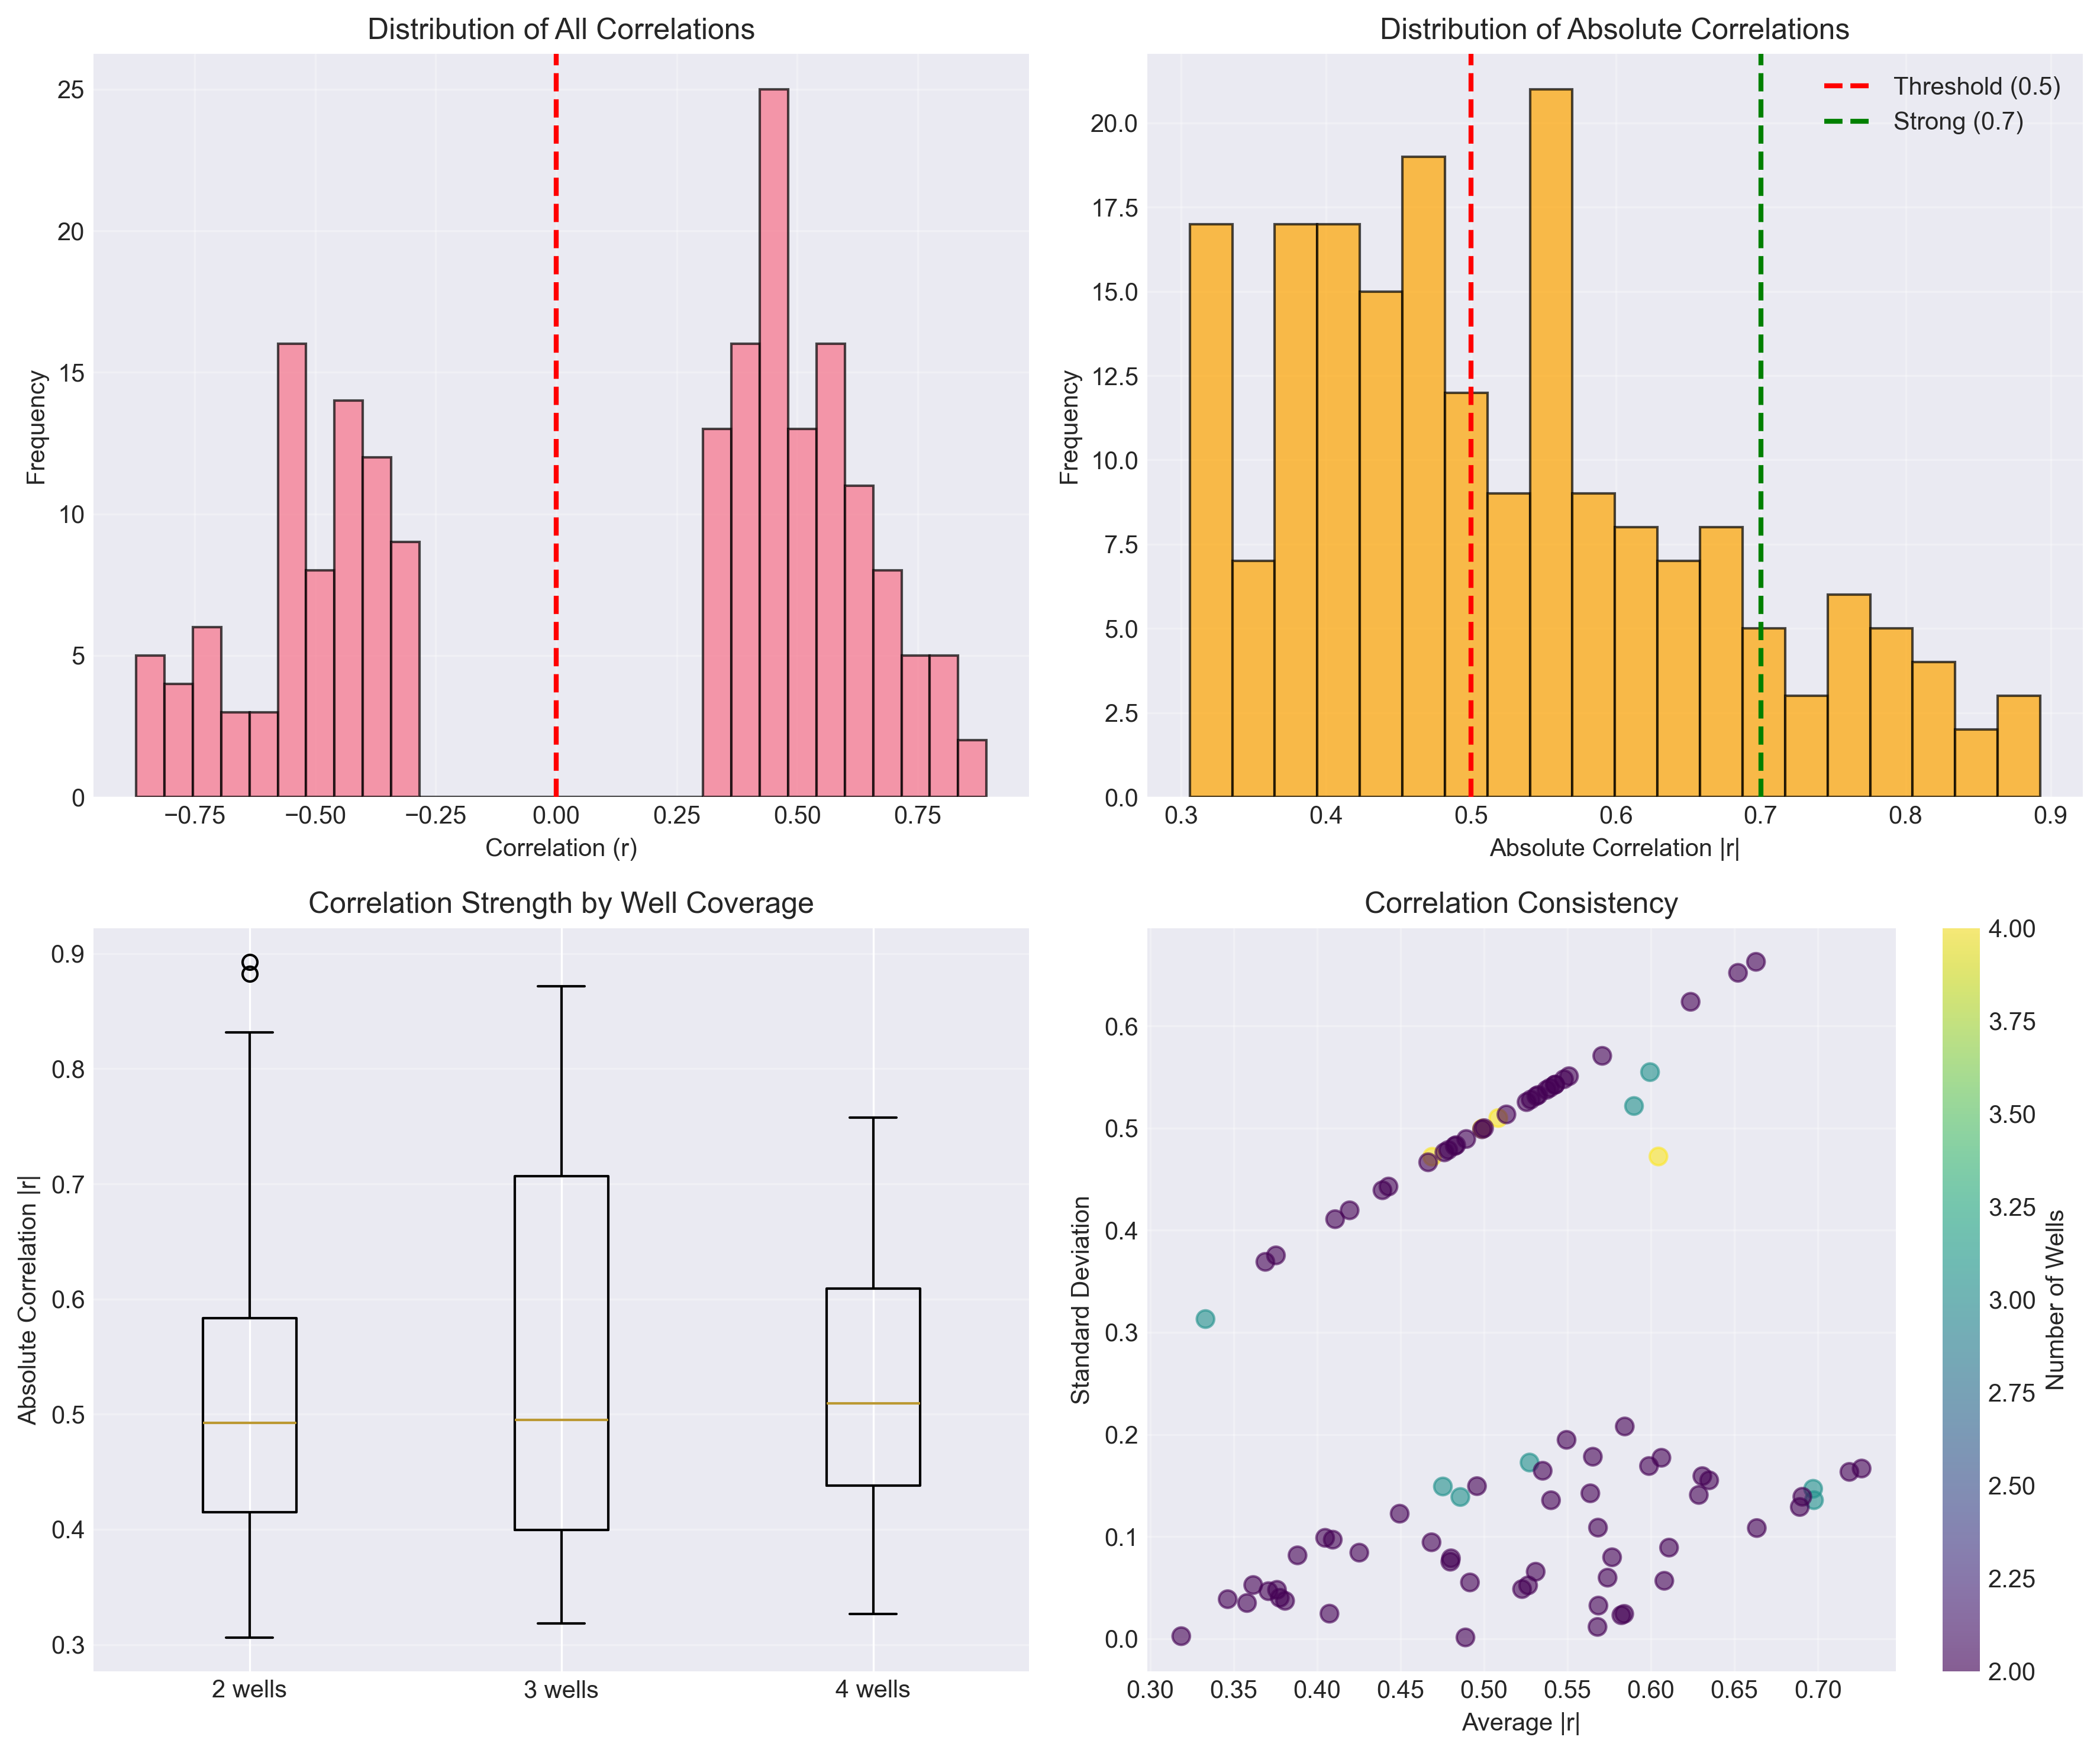 Distribution of All Correlations
Frequency
25
20
15
10
5
0
−0.75 −0.50 −0.25 0.00 0.25 0.50 0.75
Correlation (r)
Distribution of Absolute Correlations
Threshold (0.5)
Strong (0.7)
Frequency
20.0
17.5
15.0
12.5
10.0
7.5
5.0
2.5
0.0
0.3 0.4 0.5 0.6 0.7 0.8 0.9
Absolute Correlation |r|
Correlation Strength by Well Coverage
Absolute Correlation |r|
0.9
0.8
0.7
0.6
0.5
0.4
0.3
2 wells 3 wells 4 wells
Correlation Consistency
Standard Deviation
0.6
0.5
0.4
0.3
0.2
0.1
0.0
0.30 0.35 0.40 0.45 0.50 0.55 0.60 0.65 0.70
Average |r|
4.00
3.75
3.50
3.25
3.00
2.75
2.50
2.25
2.00
Number of Wells